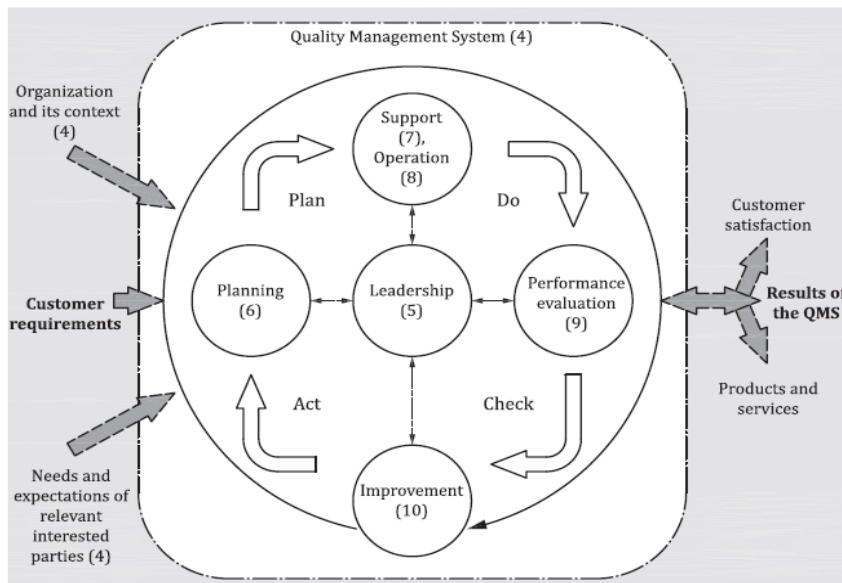 Quality Management System (4)
Organization
and its context
(4)
Support
(7),
Operation
(8)
Plan
Do
Customer
satisfaction
Planning
(6)
Leadership
(5)
Performance
evaluation
(9)
Customer
requirements
Results of
the QMS
Act
Check
Products and
services
Needs and
expectations of
relevant
interested
parties (4)
Improvement
(10)